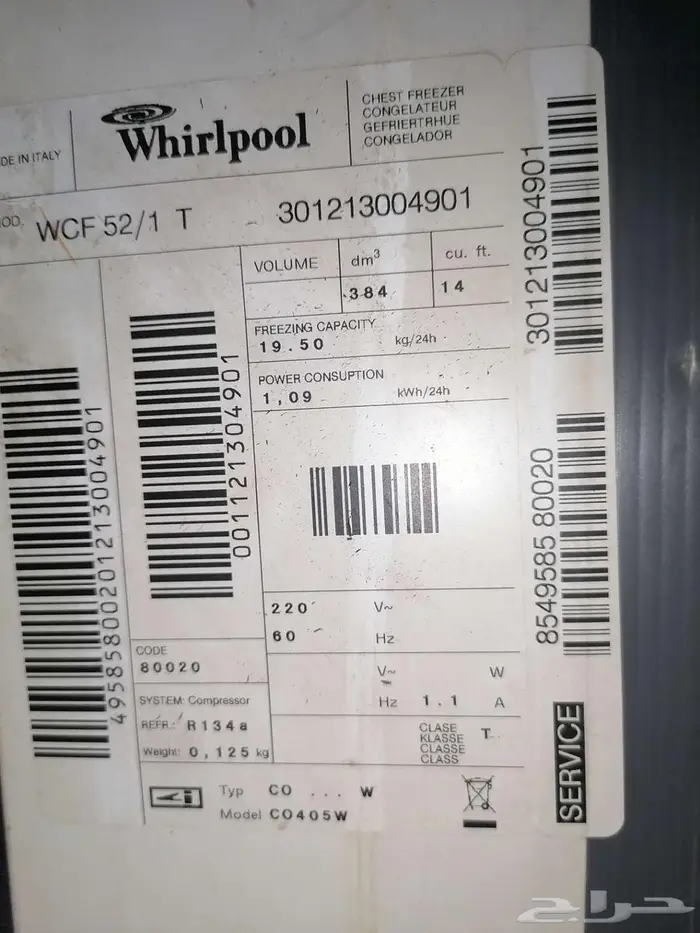 Whirlpool
CHEST FREEZER
CONGELATEUR
GEFRIERTRHUE
CONGELADOR
DE IN ITALY
OD. WCF 52/1 T 301213004901
VOLUME dm³ cu. ft.
384 14
FREEZING CAPACITY
19.50 kg/24h
POWER CONSUPTION
1,09 kWh/24h
220 V~
60 Hz
V~ W
Hz 1.1 A
CLASE
KLASSE
CLASSE
CLASS
T
CODE
80020
SYSTEM: Compressor
REFR.: R134a
Weight: 0,125 kg
Typ CO ... W
Model CO405W
49585800201213004901
001121304901
301213004901
8549585 80020
SERVICE
حراج